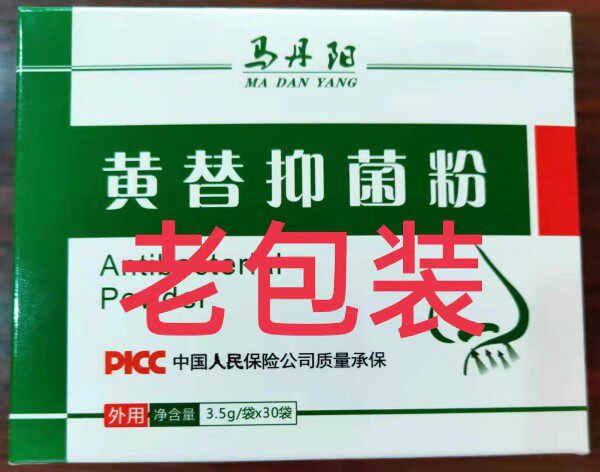 马丹阳
MA DAN YANG
黄替抑菌粉
Antibacterial
Powder
老包装
PICC 中国人民保险公司质量承保
外用 净含量 3.5g/袋x30袋